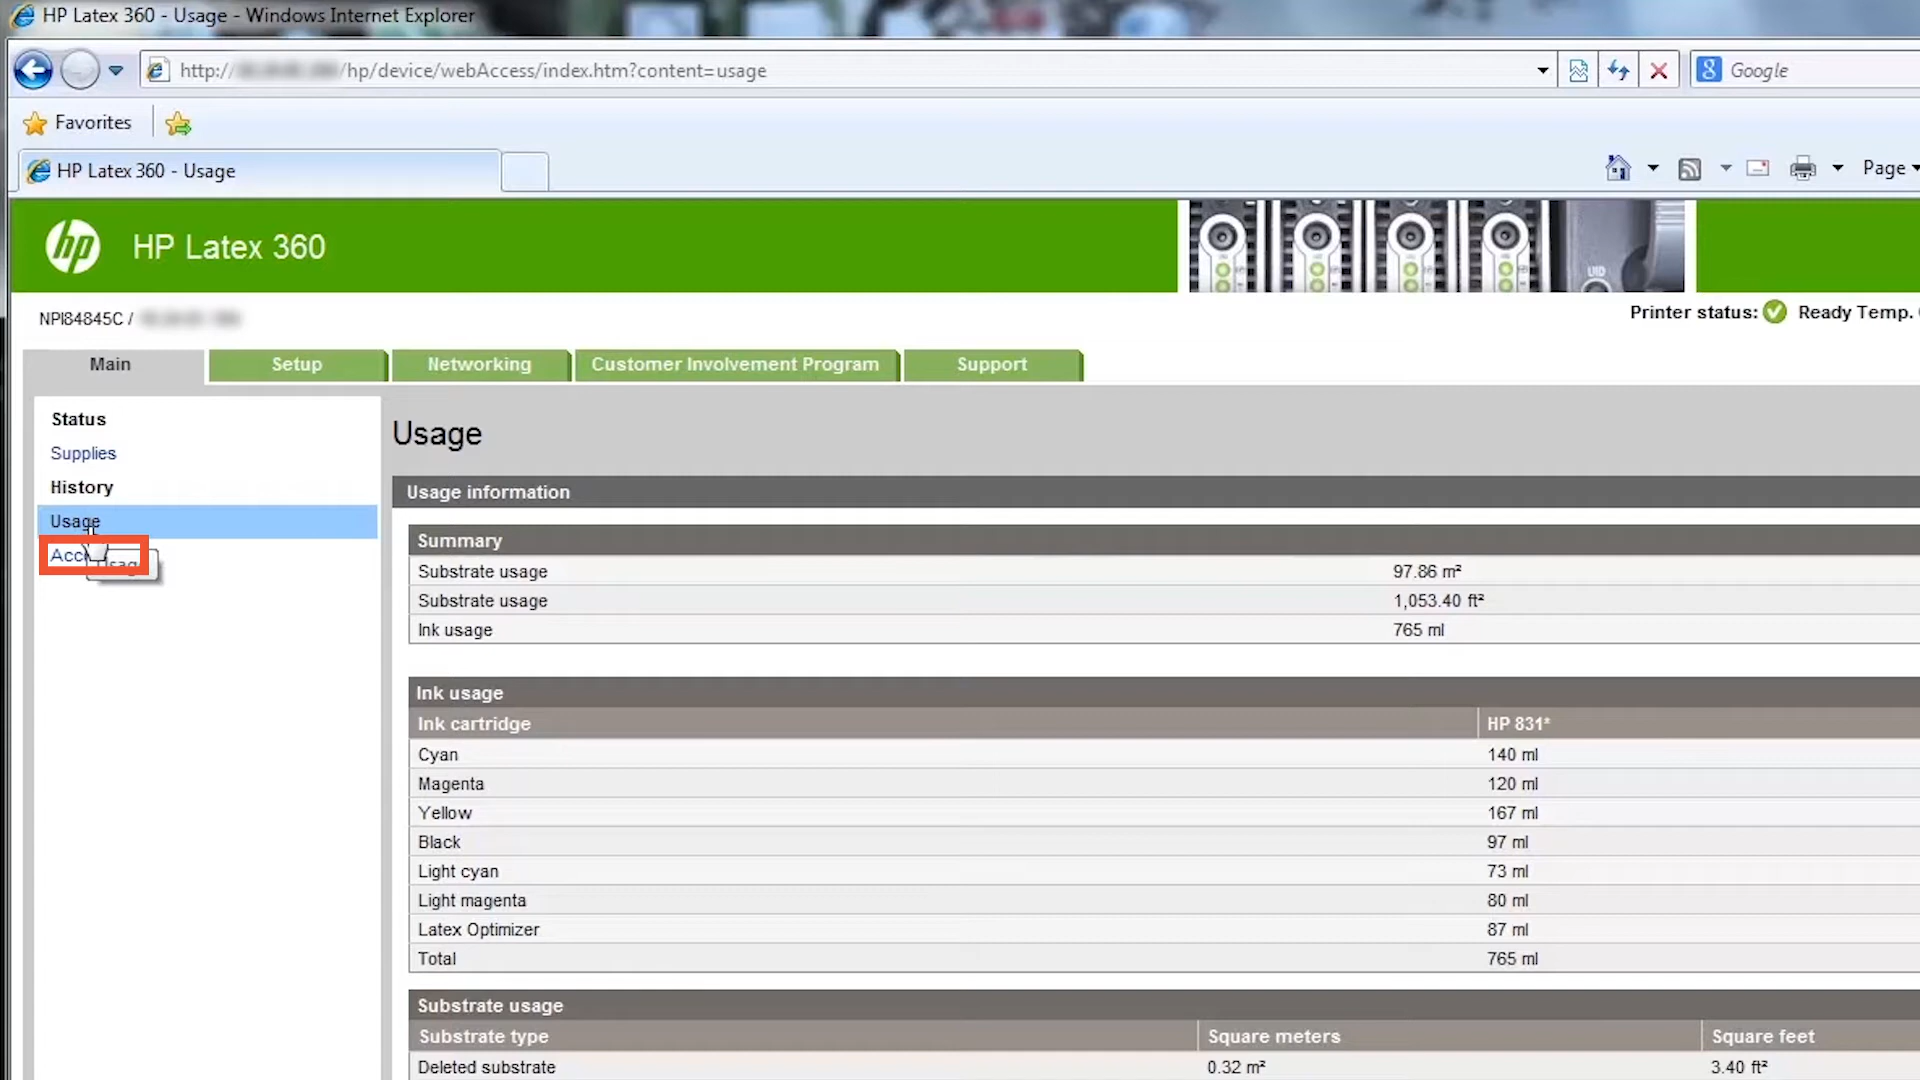 HP Latex 360 - Usage - Windows Internet Explorer
http:// /hp/device/webAccess/index.htm?content=usage
Google
Favorites
HP Latex 360 - Usage
Page
hp
HP Latex 360
UID
NPI84845C /
Printer status: Ready Temp.
Main
Setup
Networking
Customer Involvement Program
Support
Status
Supplies
History
Usage
Usage
Usage information
Summary
Substrate usage 97.86 m²
Substrate usage 1,053.40 ft²
Ink usage 765 ml
Ink usage
Ink cartridge HP 831*
Cyan 140 ml
Magenta 120 ml
Yellow 167 ml
Black 97 ml
Light cyan 73 ml
Light magenta 80 ml
Latex Optimizer 87 ml
Total 765 ml
Substrate usage
Substrate type Square meters Square feet
Deleted substrate 0.32 m² 3.40 ft²